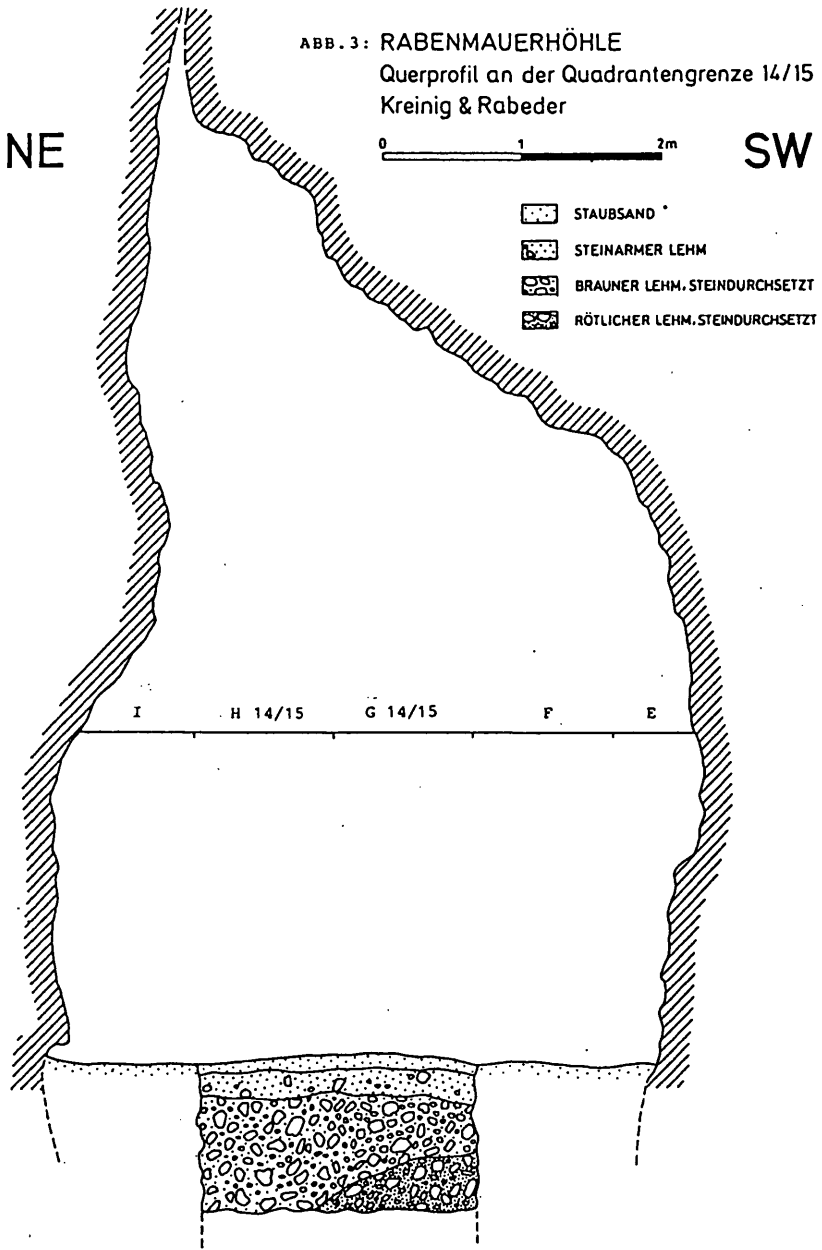 ABB.3: RABENMAUERHÖHLE
Querprofil an der Quadrantengrenze 14/15
Kreinig & Rabeder
NE
0 1 2m
SW
STAUBSAND
STEINARMER LEHM
BRAUNER LEHM, STEINDURCHSETZT
RÖTLICHER LEHM, STEINDURCHSETZT
I H 14/15 G 14/15 F E